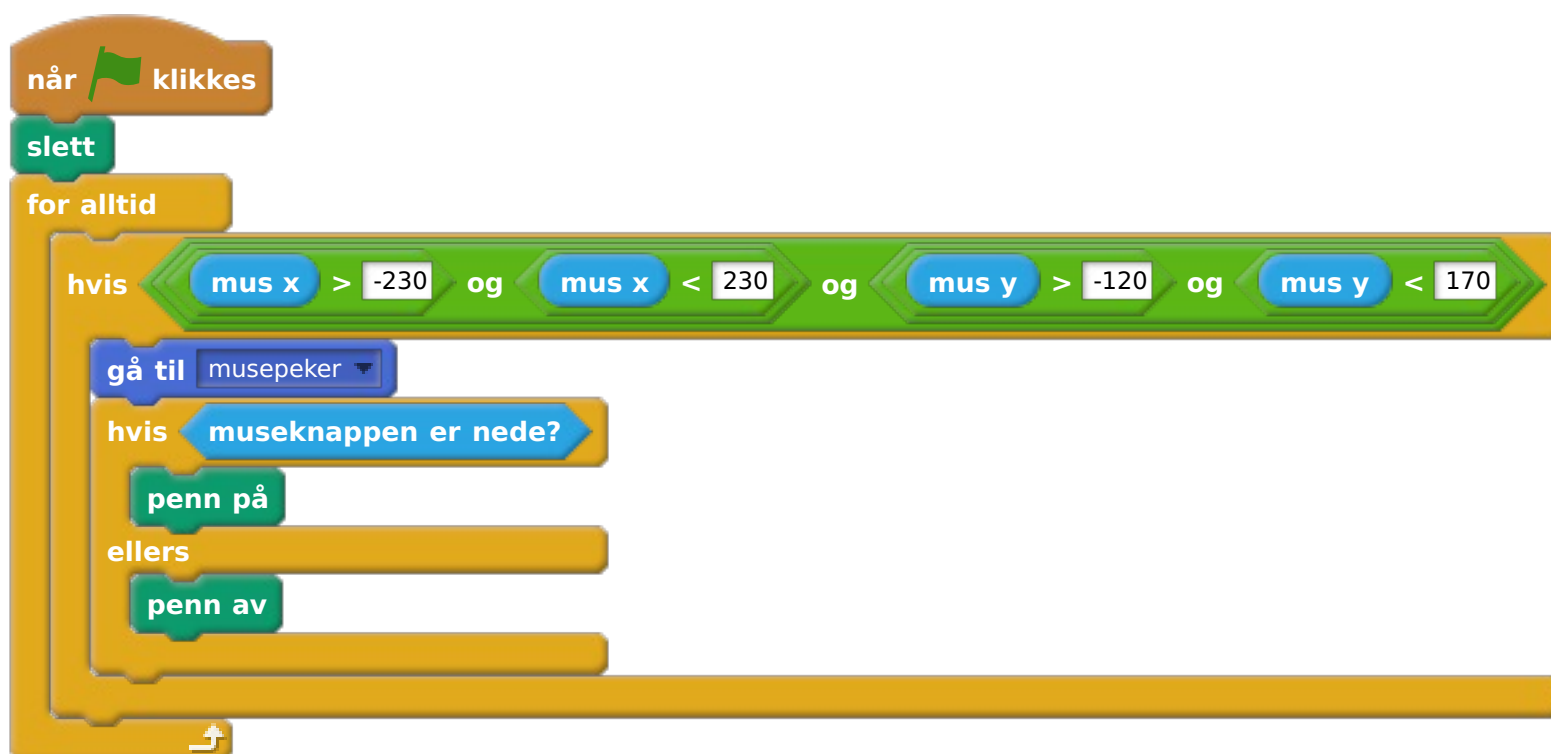 når klikkes
slett
for alltid
hvis mus x > -230 og mus x < 230 og mus y > -120 og mus y < 170
gå til musepeker
hvis museknappen er nede?
penn på
ellers
penn av